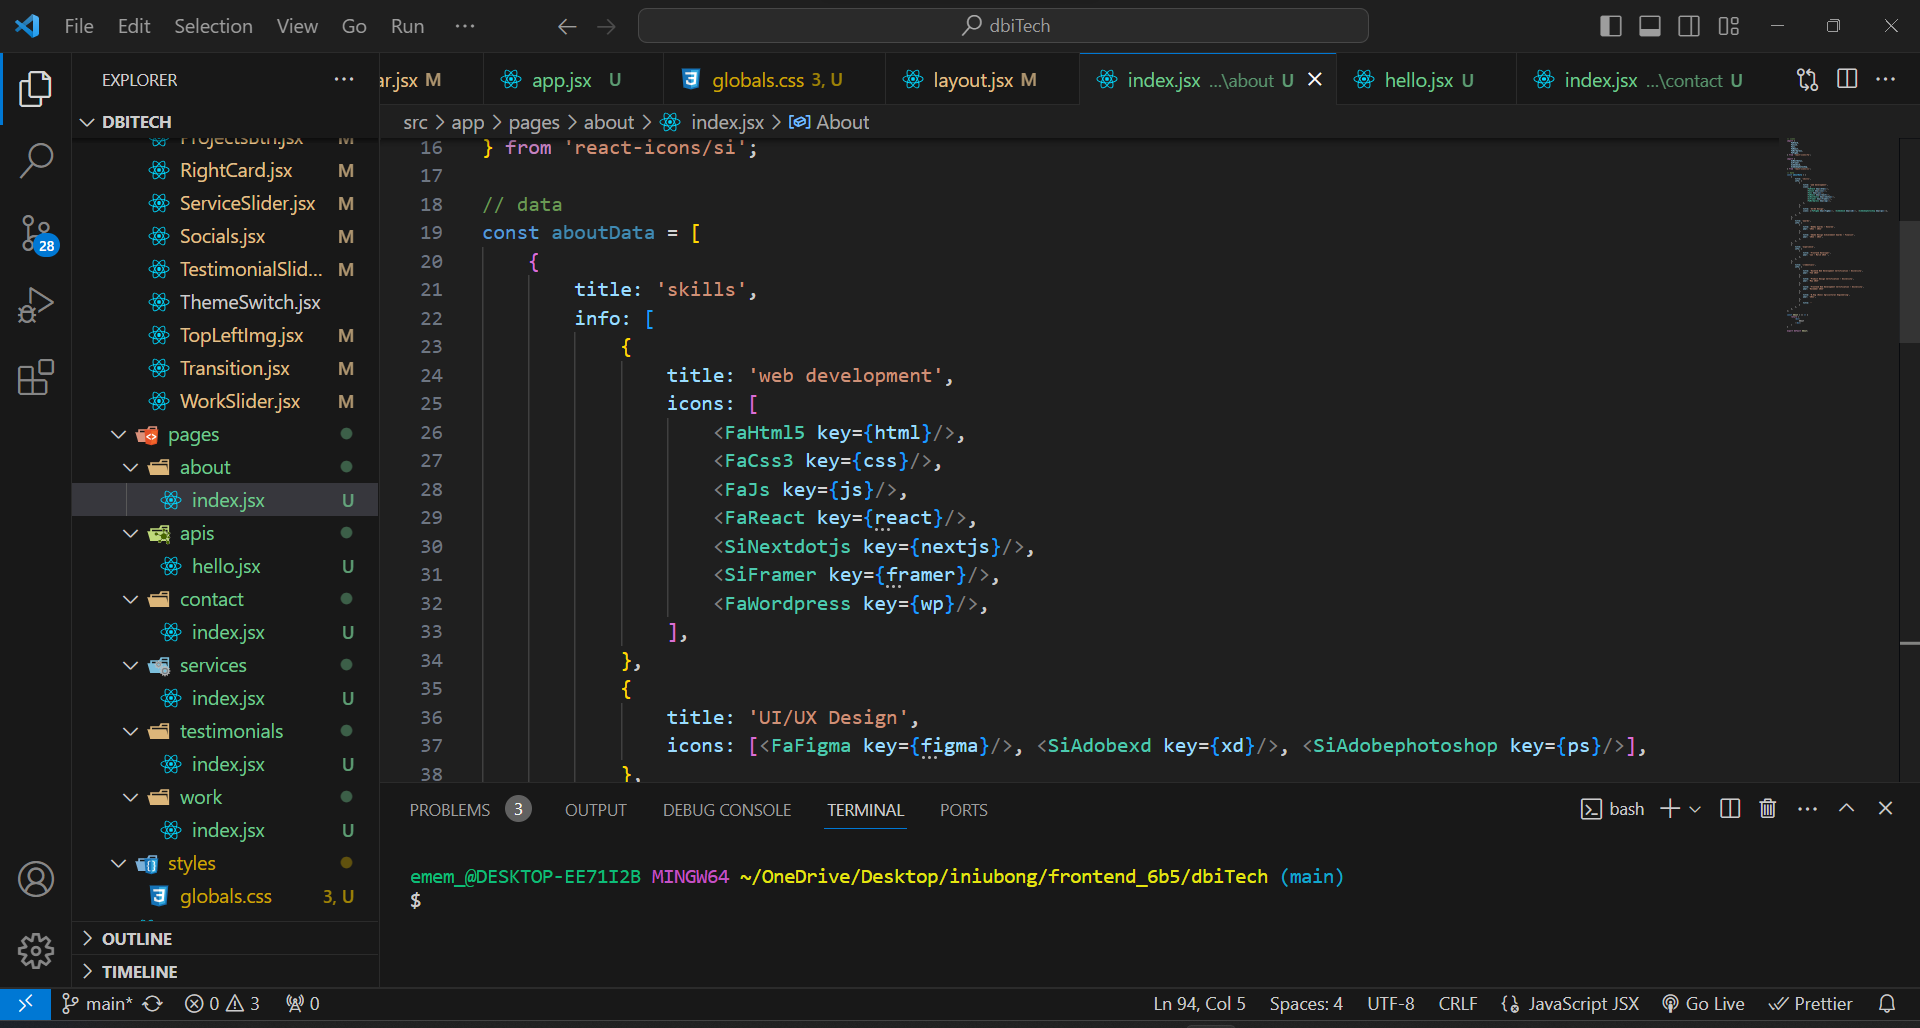 File Edit Selection View Go Run ··· dbiTech
EXPLORER ···
ar.jsx M app.jsx U globals.css 3, U layout.jsx M index.jsx ...\about U hello.jsx U index.jsx ...\contact U ···
DBITECH
src > app > pages > about > index.jsx > About
ProjectsBtn.jsx M
RightCard.jsx M
ServiceSlider.jsx M
Socials.jsx M
TestimonialSlid... M
ThemeSwitch.jsx
TopLeftImg.jsx M
Transition.jsx M
WorkSlider.jsx M
pages
about
index.jsx U
apis
hello.jsx U
contact
index.jsx U
services
index.jsx U
testimonials
index.jsx U
work
index.jsx U
styles
globals.css 3, U
OUTLINE
TIMELINE
28
16 } from 'react-icons/si';
17
18 // data
19 const aboutData = [
20 {
21 title: 'skills',
22 info: [
23 {
24 title: 'web development',
25 icons: [
26 <FaHtml5 key={html}/>,
27 <FaCss3 key={css}/>,
28 <FaJs key={js}/>,
29 <FaReact key={react}/>,
30 <SiNextdotjs key={nextjs}/>,
31 <SiFramer key={framer}/>,
32 <FaWordpress key={wp}/>,
33 ],
34 },
35 {
36 title: 'UI/UX Design',
37 icons: [<FaFigma key={figma}/>, <SiAdobexd key={xd}/>, <SiAdobephotoshop key={ps}/>],
38 },
PROBLEMS 3 OUTPUT DEBUG CONSOLE TERMINAL PORTS bash ···
emem_@DESKTOP-EE71I2B MINGW64 ~/OneDrive/Desktop/iniubong/frontend_6b5/dbiTech (main)
$
main* 0 3 0 Ln 94, Col 5 Spaces: 4 UTF-8 CRLF JavaScript JSX Go Live Prettier